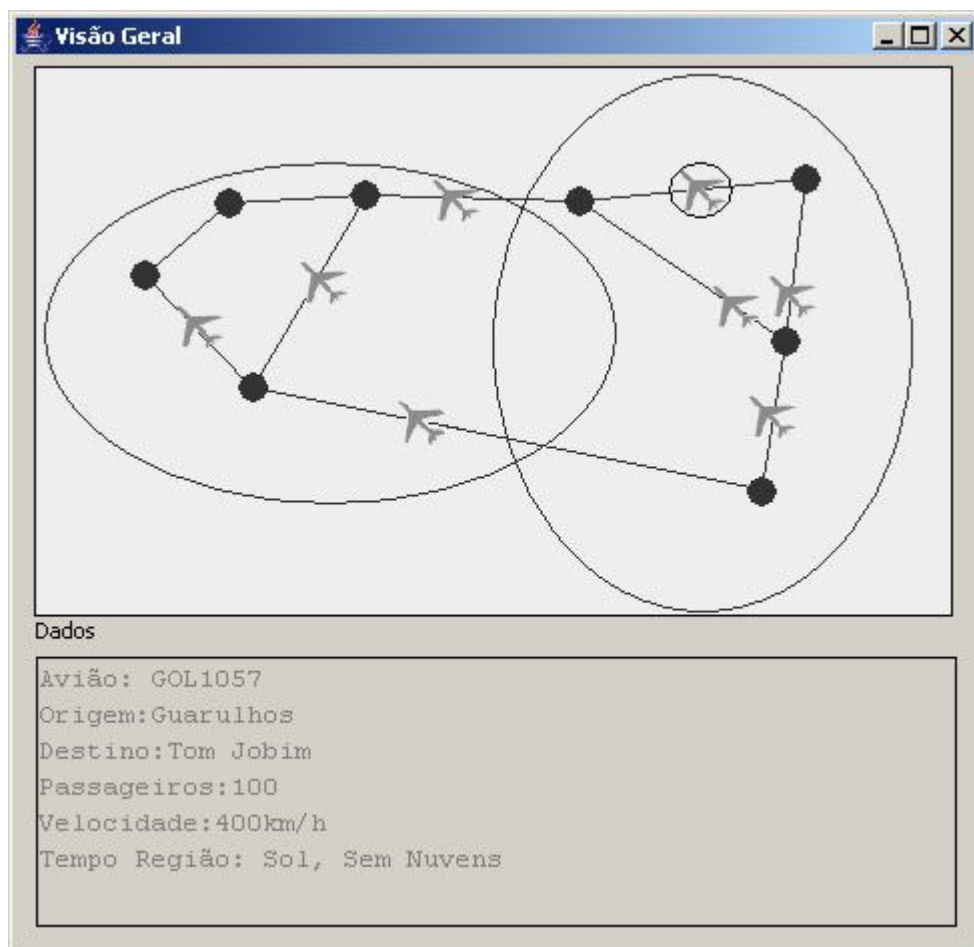 Visão Geral
Dados
Avião: GOL1057
Origem:Guarulhos
Destino:Tom Jobim
Passageiros:100
Velocidade:400km/h
Tempo Região: Sol, Sem Nuvens